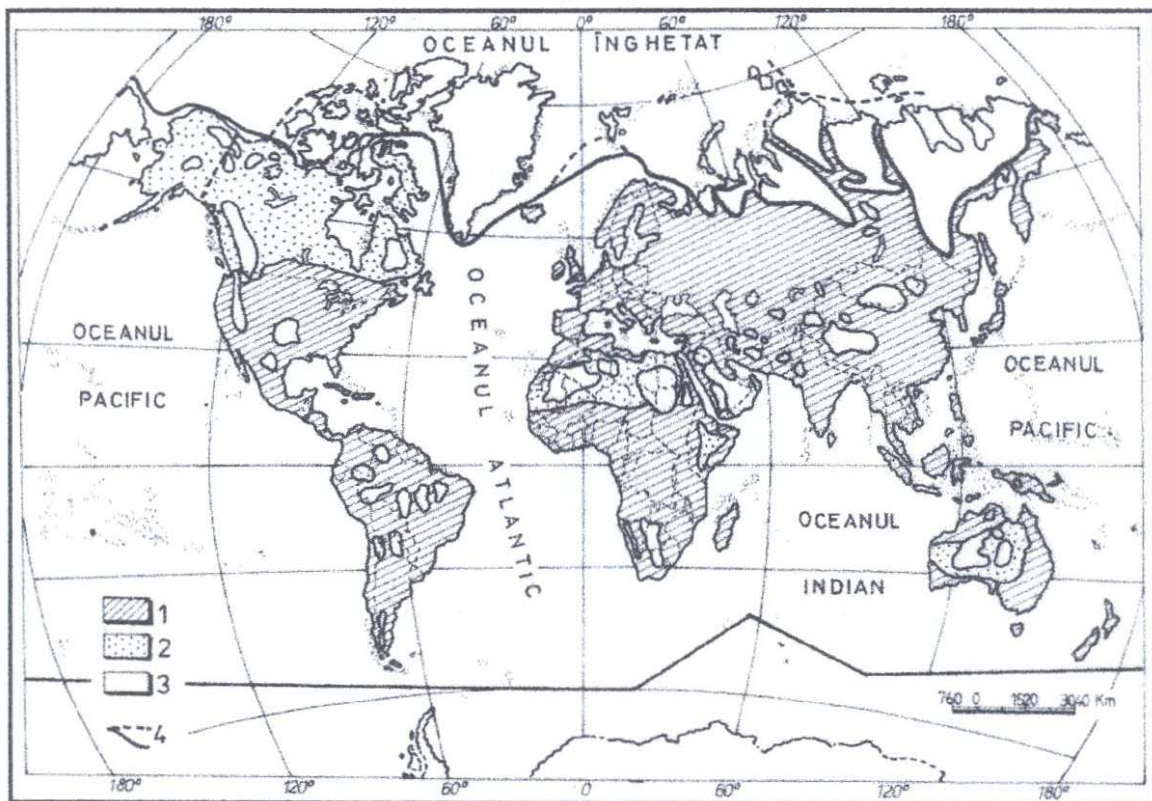 180° 120° 60° 0 60° 120° 180°
OCEANUL ÎNGHETAT
OCEANUL
PACIFIC
OCEANUL
ATLANTIC
OCEANUL
PACIFIC
OCEANUL
INDIAN
1
2
3
4
760 0 1520 3040 Km
180° 120° 60° 0 60° 120° 180°